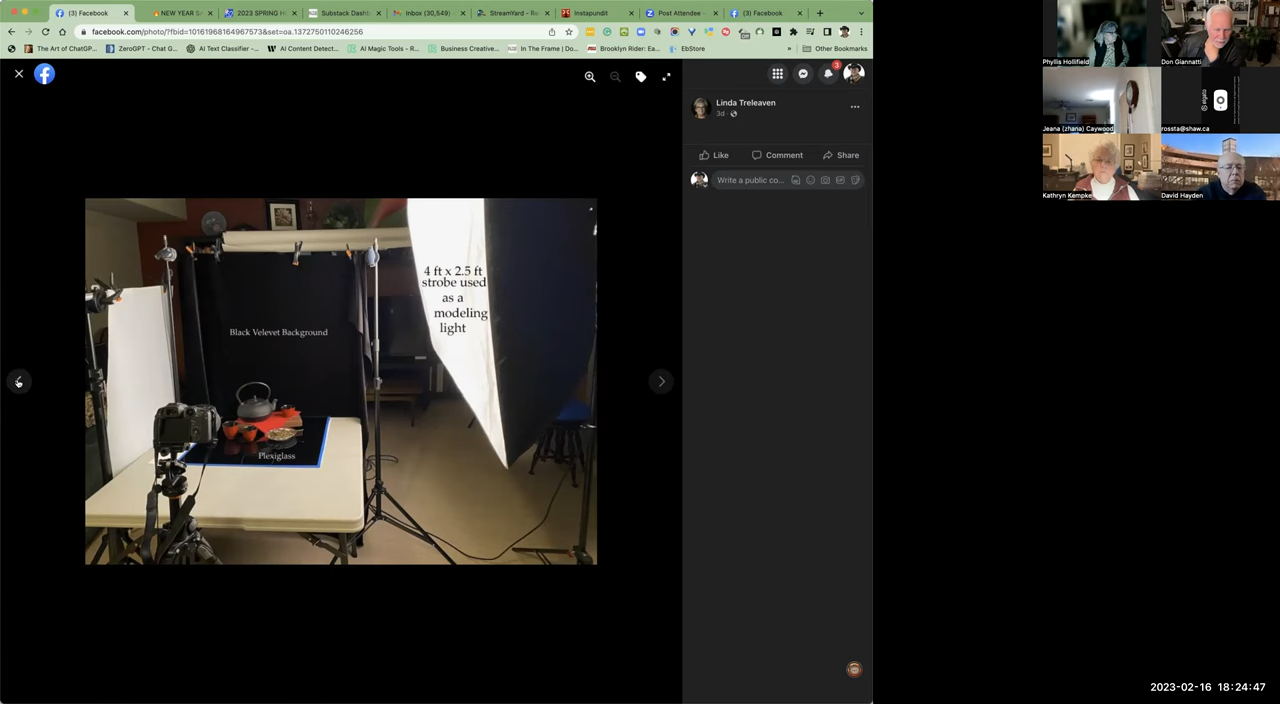 (3) Facebook
NEW YEAR S
2023 SPRING H
Substack Dashb
Inbox (30,549)
StreamYard - Re
Instapundit
Post Attendee -
(3) Facebook
facebook.com/photo/?fbid=10161968164967573&set=oa.1372750110246256
The Art of ChatGP...
ZeroGPT - Chat G...
AI Text Classifier -...
AI Content Detect...
AI Magic Tools - R...
Business Creative...
In The Frame | Do...
Brooklyn Rider: Ea...
EbStore
»
Other Bookmarks
3
Linda Treleaven
3d
Like
Comment
Share
Write a public co...
4 ft x 2.5 ft
strobe used
as a
modeling
light
Black Velevet Background
Plexiglass
Phyllis Hollifield
Don Giannatti
Jeana (zhana) Caywood
elgato
rossta@shaw.ca
Kathryn Kempke
David Hayden
2023-02-16 18:24:47